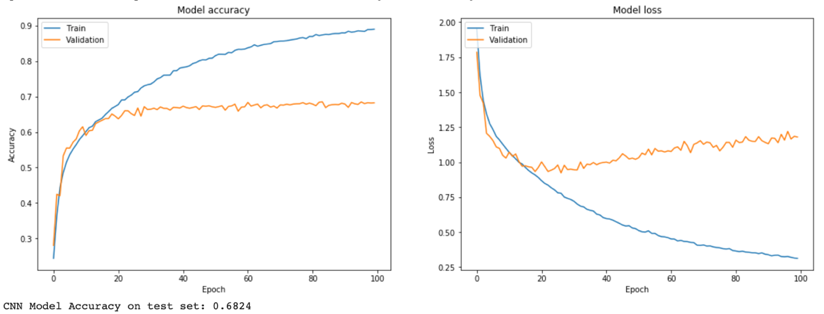 Model accuracy
Train
Validation
0.9
0.8
0.7
0.6
0.5
0.4
0.3
Accuracy
0
20
40
60
80
100
Epoch
Model loss
Train
Validation
2.00
1.75
1.50
1.25
1.00
0.75
0.50
0.25
Loss
0
20
40
60
80
100
Epoch
CNN Model Accuracy on test set: 0.6824